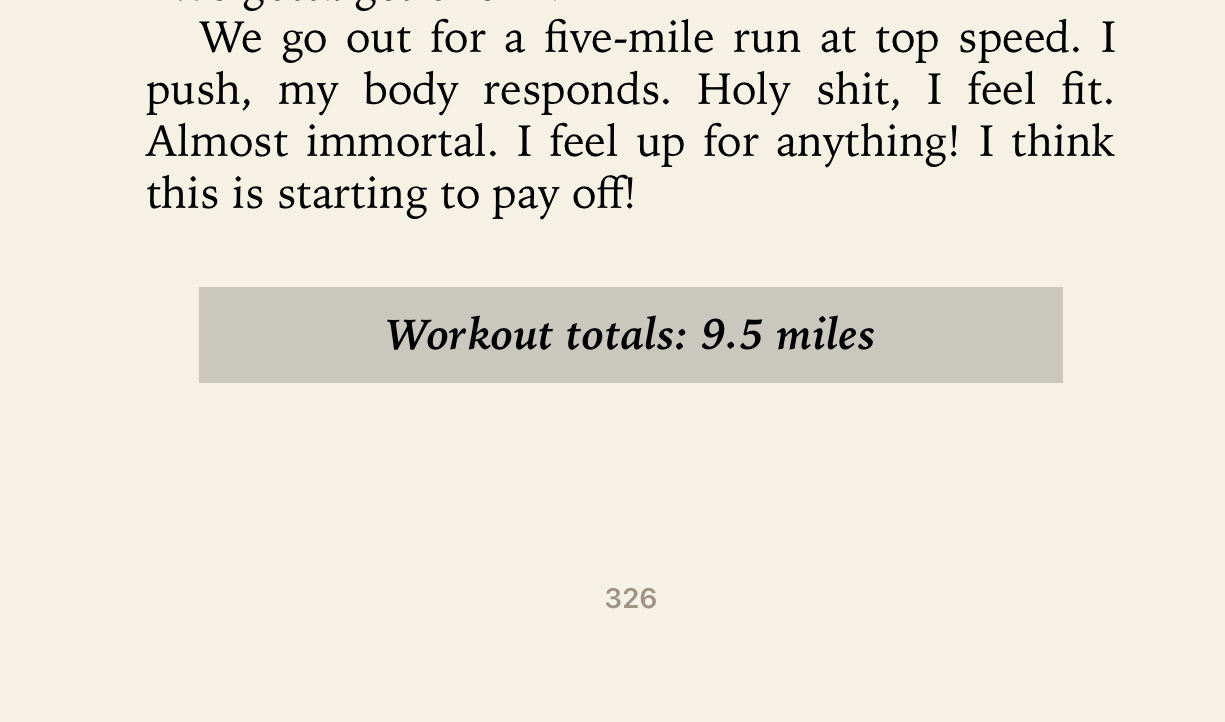 We go out for a five-mile run at top speed. I
push, my body responds. Holy shit, I feel fit.
Almost immortal. I feel up for anything! I think
this is starting to pay off!
Workout totals: 9.5 miles
326